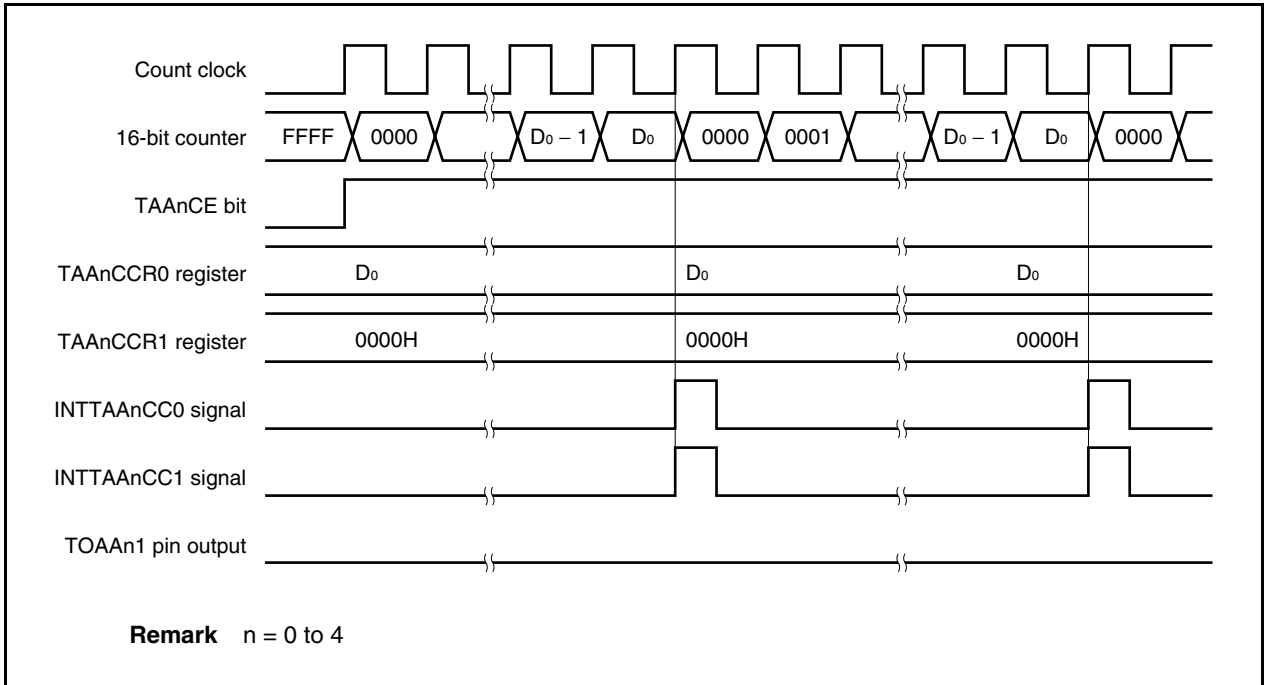 Count clock
16-bit counter FFFF 0000 D₀ − 1 D₀ 0000 0001 D₀ − 1 D₀ 0000
TAAnCE bit
TAAnCCR0 register D₀ D₀ D₀
TAAnCCR1 register 0000H 0000H 0000H
INTTAAnCC0 signal
INTTAAnCC1 signal
TOAAn1 pin output
Remark n = 0 to 4